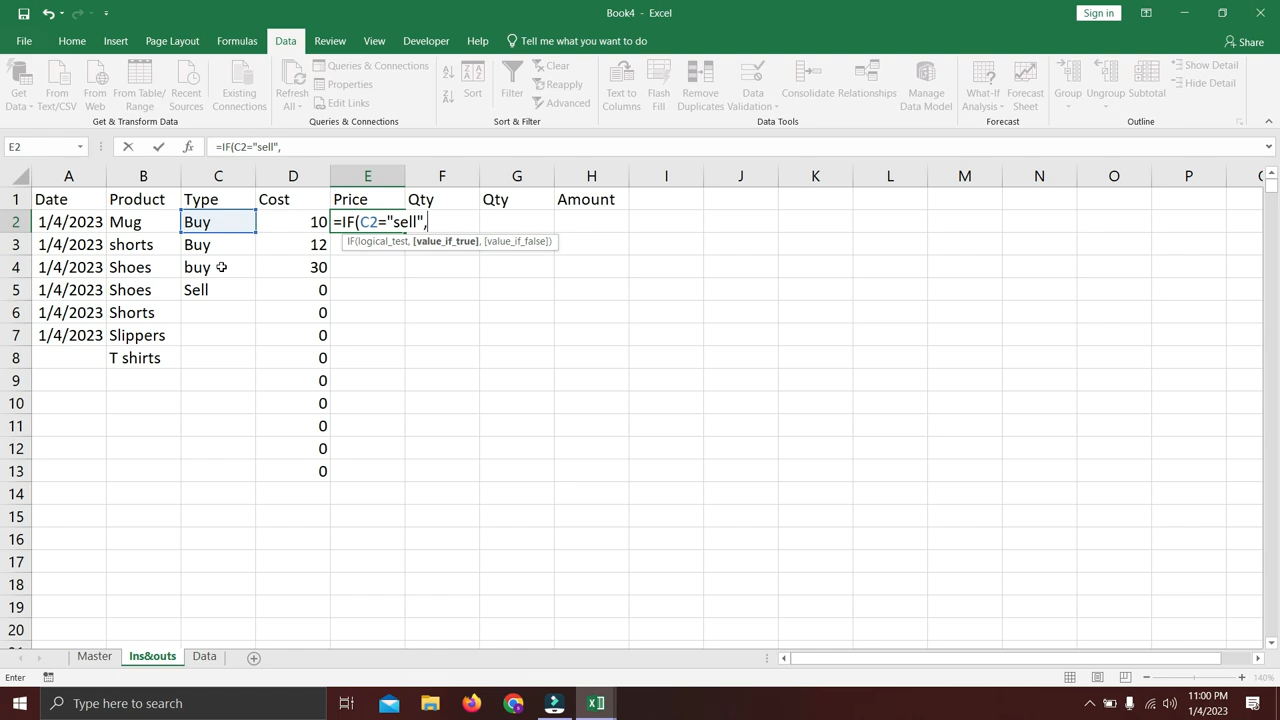 Book4 - Excel
Sign in
File Home Insert Page Layout Formulas Data Review View Developer Help Tell me what you want to do Share
Get Data
From Text/CSV
From Web
From Table/ Range
Recent Sources
Existing Connections
Get & Transform Data
Refresh All
Queries & Connections
Properties
Edit Links
Queries & Connections
Sort
Filter
Clear
Reapply
Advanced
Sort & Filter
Text to Columns
Flash Fill
Remove Duplicates
Data Validation
Consolidate
Relationships
Manage Data Model
Data Tools
What-If Analysis
Forecast Sheet
Forecast
Group
Ungroup
Subtotal
Show Detail
Hide Detail
Outline
E2 fx =IF(C2="sell",
A B C D E F G H I J K L M N O P
1 Date Product Type Cost Price Qty Qty Amount
2 1/4/2023 Mug Buy 10 =IF(C2="sell",
IF(logical_test, [value_if_true], [value_if_false])
3 1/4/2023 shorts Buy 12
4 1/4/2023 Shoes buy 30
5 1/4/2023 Shoes Sell 0
6 1/4/2023 Shorts 0
7 1/4/2023 Slippers 0
8 T shirts 0
9 0
10 0
11 0
12 0
13 0
14
15
16
17
18
19
20
Master Ins&outs Data
Enter 140%
Type here to search
11:00 PM
1/4/2023